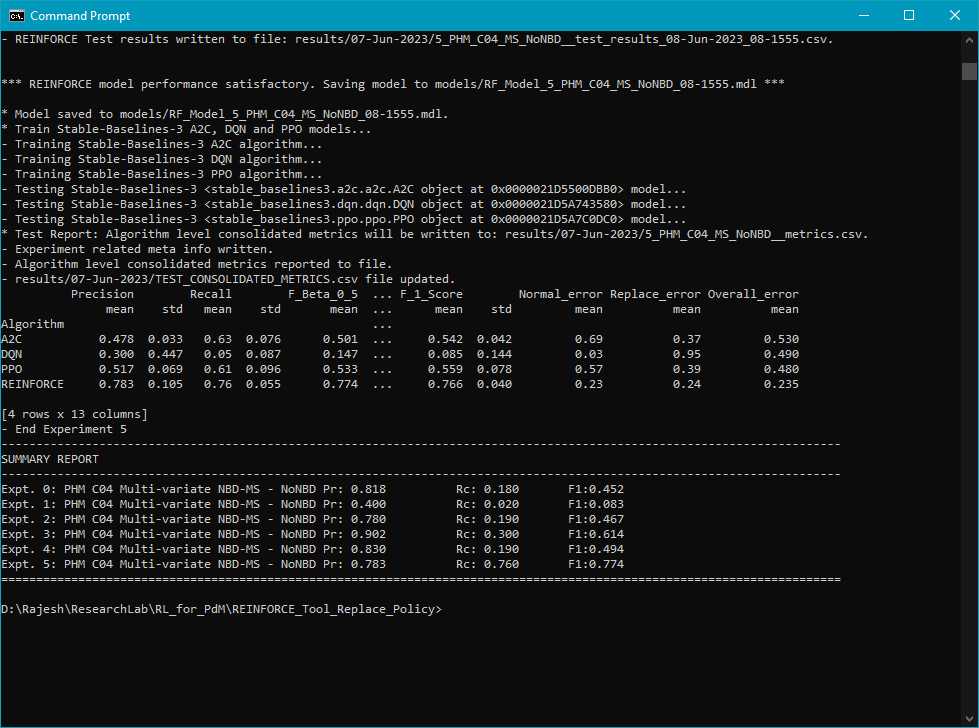 Command Prompt
- REINFORCE Test results written to file: results/07-Jun-2023/5_PHM_C04_MS_NoNBD__test_results_08-Jun-2023_08-1555.csv.
*** REINFORCE model performance satisfactory. Saving model to models/RF_Model_5_PHM_C04_MS_NoNBD_08-1555.mdl ***
* Model saved to models/RF_Model_5_PHM_C04_MS_NoNBD_08-1555.mdl.
* Train Stable-Baselines-3 A2C, DQN and PPO models...
- Training Stable-Baselines-3 A2C algorithm...
- Training Stable-Baselines-3 DQN algorithm...
- Training Stable-Baselines-3 PPO algorithm...
- Testing Stable-Baselines-3 <stable_baselines3.a2c.a2c.A2C object at 0x0000021D5500DBB0> model...
- Testing Stable-Baselines-3 <stable_baselines3.dqn.dqn.DQN object at 0x0000021D5A743580> model...
- Testing Stable-Baselines-3 <stable_baselines3.ppo.ppo.PPO object at 0x0000021D5A7C0DC0> model...
* Test Report: Algorithm level consolidated metrics will be written to: results/07-Jun-2023/5_PHM_C04_MS_NoNBD__metrics.csv.
- Experiment related meta info written.
- Algorithm level consolidated metrics reported to file.
- results/07-Jun-2023/TEST_CONSOLIDATED_METRICS.csv file updated.
          Precision        Recall        F_Beta_0_5  ... F_1_Score        Normal_error Replace_error Overall_error
               mean    std   mean    std       mean  ...      mean    std         mean          mean          mean
Algorithm                                            ...
A2C           0.478  0.033   0.63  0.076      0.501  ...     0.542  0.042         0.69          0.37         0.530
DQN           0.300  0.447   0.05  0.087      0.147  ...     0.085  0.144         0.03          0.95         0.490
PPO           0.517  0.069   0.61  0.096      0.533  ...     0.559  0.078         0.57          0.39         0.480
REINFORCE     0.783  0.105   0.76  0.055      0.774  ...     0.766  0.040         0.23          0.24         0.235
[4 rows x 13 columns]
- End Experiment 5
------------------------------------------------------------------------------------------------------------------------
SUMMARY REPORT
------------------------------------------------------------------------------------------------------------------------
Expt. 0: PHM C04 Multi-variate NBD-MS - NoNBD Pr: 0.818          Rc: 0.180       F1:0.452
Expt. 1: PHM C04 Multi-variate NBD-MS - NoNBD Pr: 0.400          Rc: 0.020       F1:0.083
Expt. 2: PHM C04 Multi-variate NBD-MS - NoNBD Pr: 0.780          Rc: 0.190       F1:0.467
Expt. 3: PHM C04 Multi-variate NBD-MS - NoNBD Pr: 0.902          Rc: 0.300       F1:0.614
Expt. 4: PHM C04 Multi-variate NBD-MS - NoNBD Pr: 0.830          Rc: 0.190       F1:0.494
Expt. 5: PHM C04 Multi-variate NBD-MS - NoNBD Pr: 0.783          Rc: 0.760       F1:0.774
========================================================================================================================
D:\Rajesh\ResearchLab\RL_for_PdM\REINFORCE_Tool_Replace_Policy>